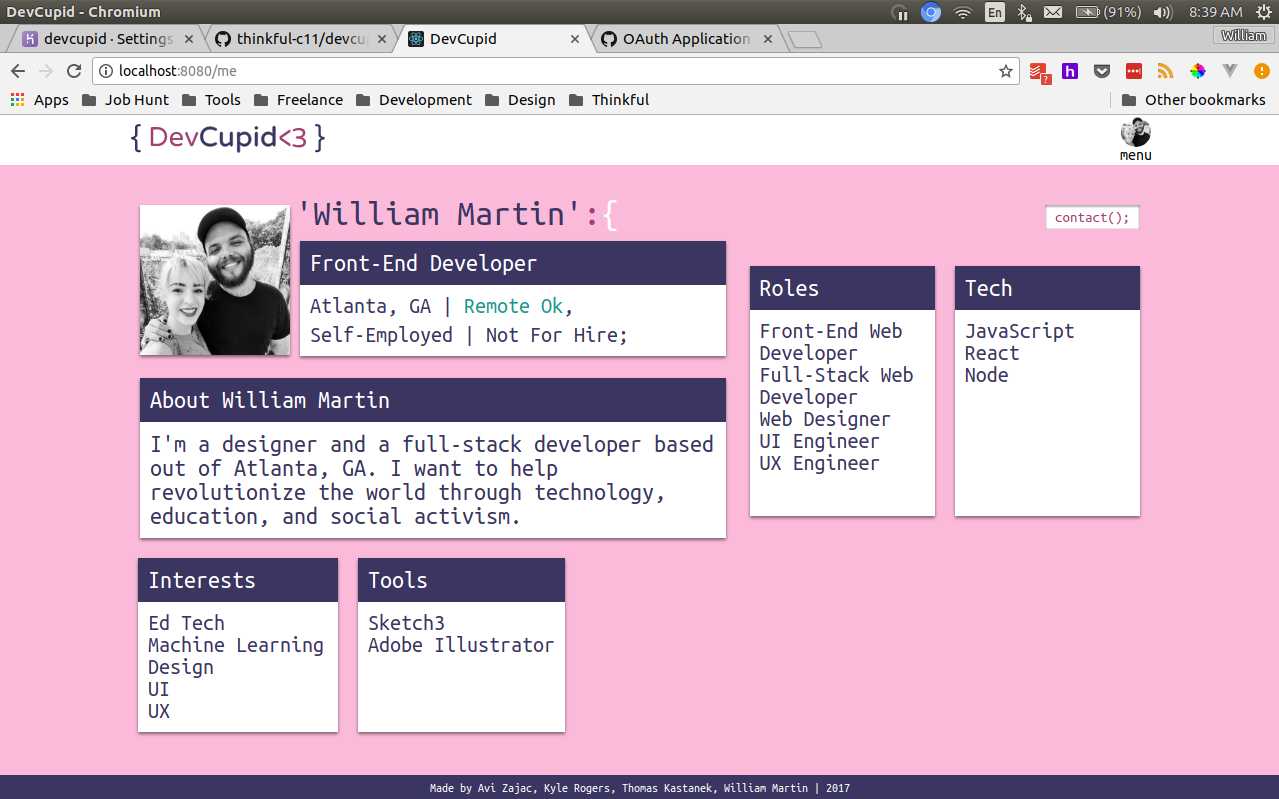 DevCupid - Chromium
En
(91%)
8:39 AM
devcupid · Settings
thinkful-c11/devcup
DevCupid
OAuth Application
William
localhost:8080/me
Apps
Job Hunt
Tools
Freelance
Development
Design
Thinkful
Other bookmarks
{ DevCupid<3 }
menu
'William Martin':{
contact();
Front-End Developer
Atlanta, GA | Remote Ok,
Self-Employed | Not For Hire;
Roles
Front-End Web
Developer
Full-Stack Web
Developer
Web Designer
UI Engineer
UX Engineer
Tech
JavaScript
React
Node
About William Martin
I'm a designer and a full-stack developer based
out of Atlanta, GA. I want to help
revolutionize the world through technology,
education, and social activism.
Interests
Ed Tech
Machine Learning
Design
UI
UX
Tools
Sketch3
Adobe Illustrator
Made by Avi Zajac, Kyle Rogers, Thomas Kastanek, William Martin | 2017